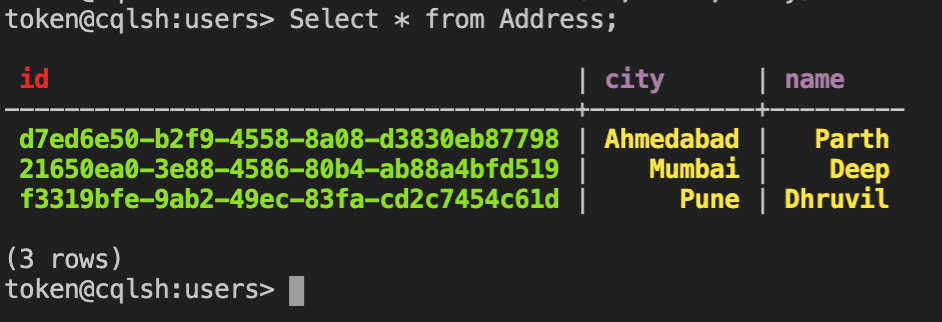 token@cqlsh:users> Select * from Address;
id | city | name
--------------------------------------+-----------+---------
d7ed6e50-b2f9-4558-8a08-d3830eb87798 | Ahmedabad | Parth
21650ea0-3e88-4586-80b4-ab88a4bfd519 | Mumbai | Deep
f3319bfe-9ab2-49ec-83fa-cd2c7454c61d | Pune | Dhruvil
(3 rows)
token@cqlsh:users>